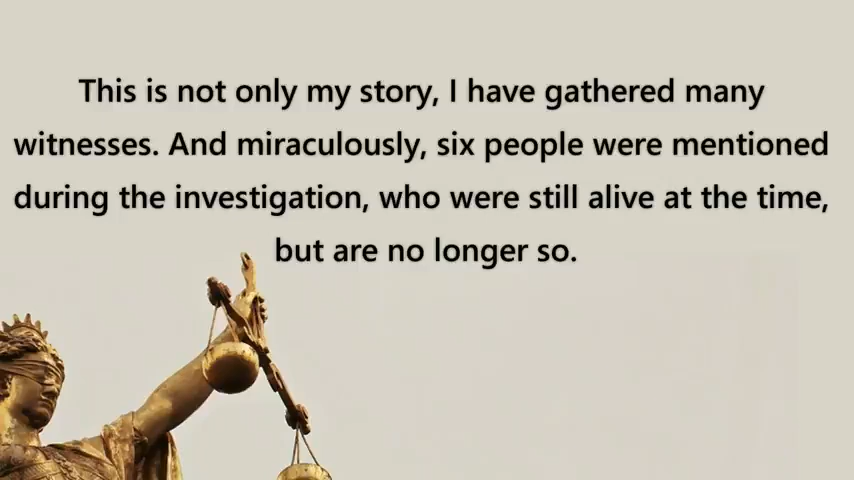 This is not only my story, I have gathered many
witnesses. And miraculously, six people were mentioned
during the investigation, who were still alive at the time,
but are no longer so.